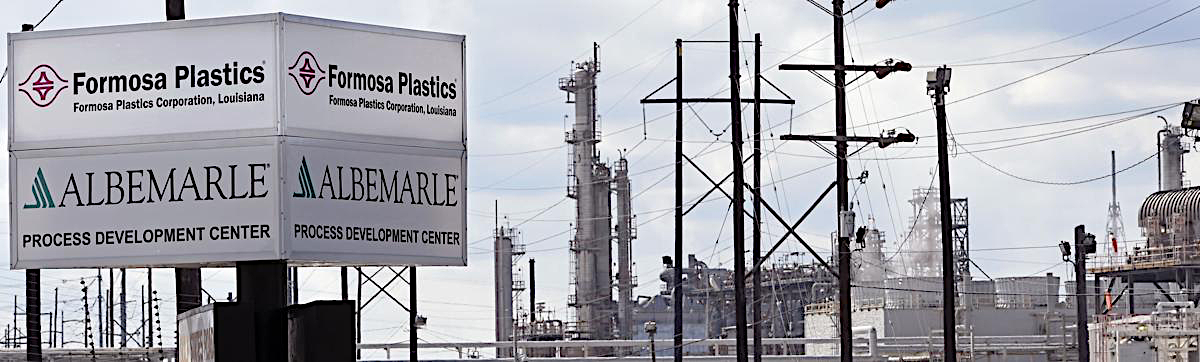 Formosa Plastics®
Formosa Plastics Corporation, Louisiana
ALBEMARLE®
PROCESS DEVELOPMENT CENTER
Formosa Plastics®
Formosa Plastics Corporation, Louisiana
ALBEMARLE®
PROCESS DEVELOPMENT CENTER